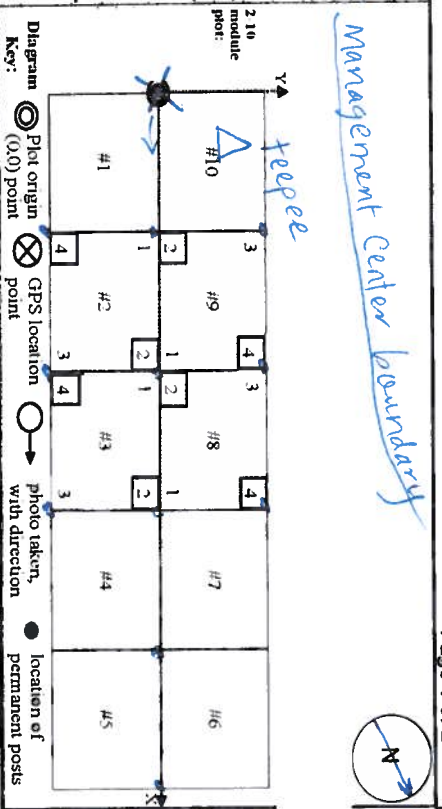 Management Center boundary
N
teepee
2 10
module
plot:
Y
#10
#9
#8
#7
#6
3
4
3
4
2
1
2
1
X
1
2
1
2
#1
#2
#3
#4
#5
4
3
4
3
Diagram
Key:
Plot origin
(0,0) point
GPS location
point
photo taken,
with direction
location of
permanent posts